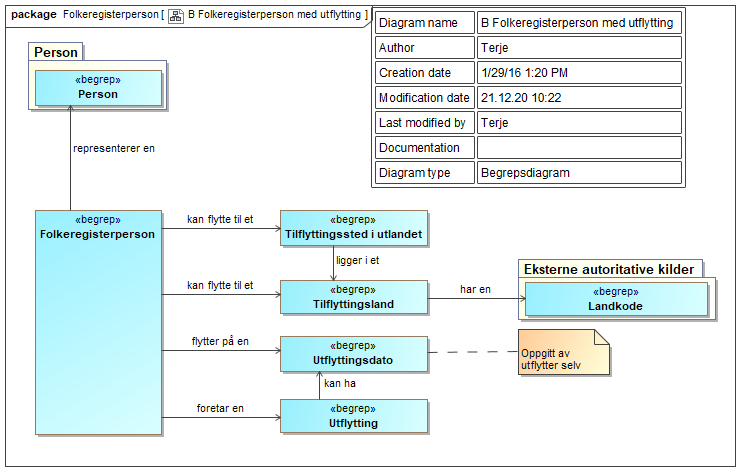 package Folkeregisterperson [ B Folkeregisterperson med utflytting ]
Diagram name B Folkeregisterperson med utflytting
Author Terje
Creation date 1/29/16 1:20 PM
Modification date 21.12.20 10:22
Last modified by Terje
Documentation
Diagram type Begrepsdiagram
Person
«begrep»
Person
representerer en
«begrep»
Folkeregisterperson
kan flytte til et
«begrep»
Tilflyttingssted i utlandet
ligger i et
kan flytte til et
«begrep»
Tilflyttingsland
har en
Eksterne autoritative kilder
«begrep»
Landkode
flytter på en
«begrep»
Utflyttingsdato
Oppgitt av
utflytter selv
kan ha
foretar en
«begrep»
Utflytting